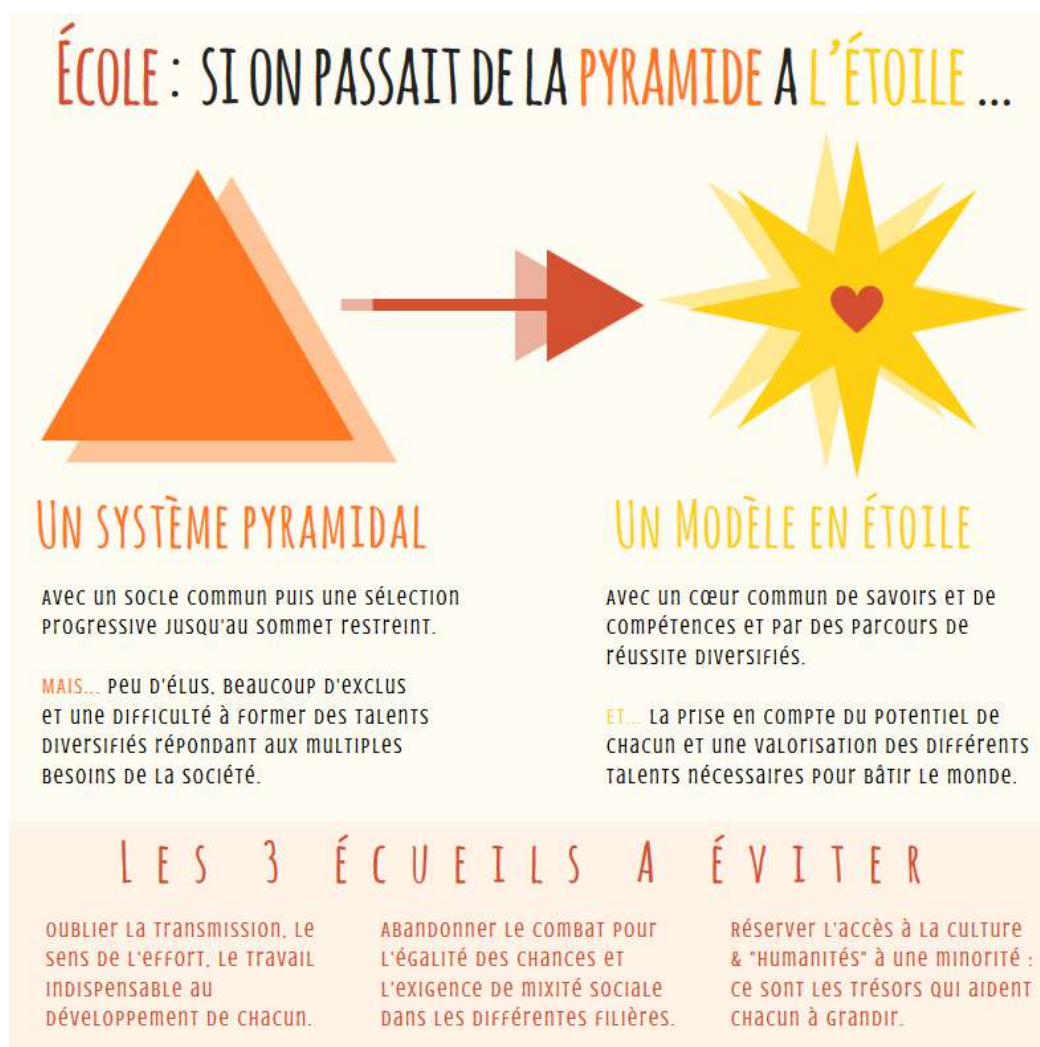 École : si on passait de la pyramide a l'étoile ...
Un système pyramidal
Avec un socle commun puis une sélection
progressive jusqu'au sommet restreint.
MAIS... Peu d'élus, beaucoup d'exclus
et une difficulté à former des talents
diversifiés répondant aux multiples
besoins de la société.
Un Modèle en étoile
Avec un cœur commun de savoirs et de
compétences et par des parcours de
réussite diversifiés.
ET... La prise en compte du potentiel de
chacun et une valorisation des différents
talents nécessaires pour bâtir le monde.
Les 3 écueils a éviter
Oublier la transmission, le
sens de l'effort, le travail
indispensable au
développement de chacun.
Abandonner le combat pour
l'égalité des chances et
l'exigence de mixité sociale
dans les différentes filières.
Réserver l'accès à la culture
& "Humanités" à une minorité :
ce sont les trésors qui aident
chacun à grandir.